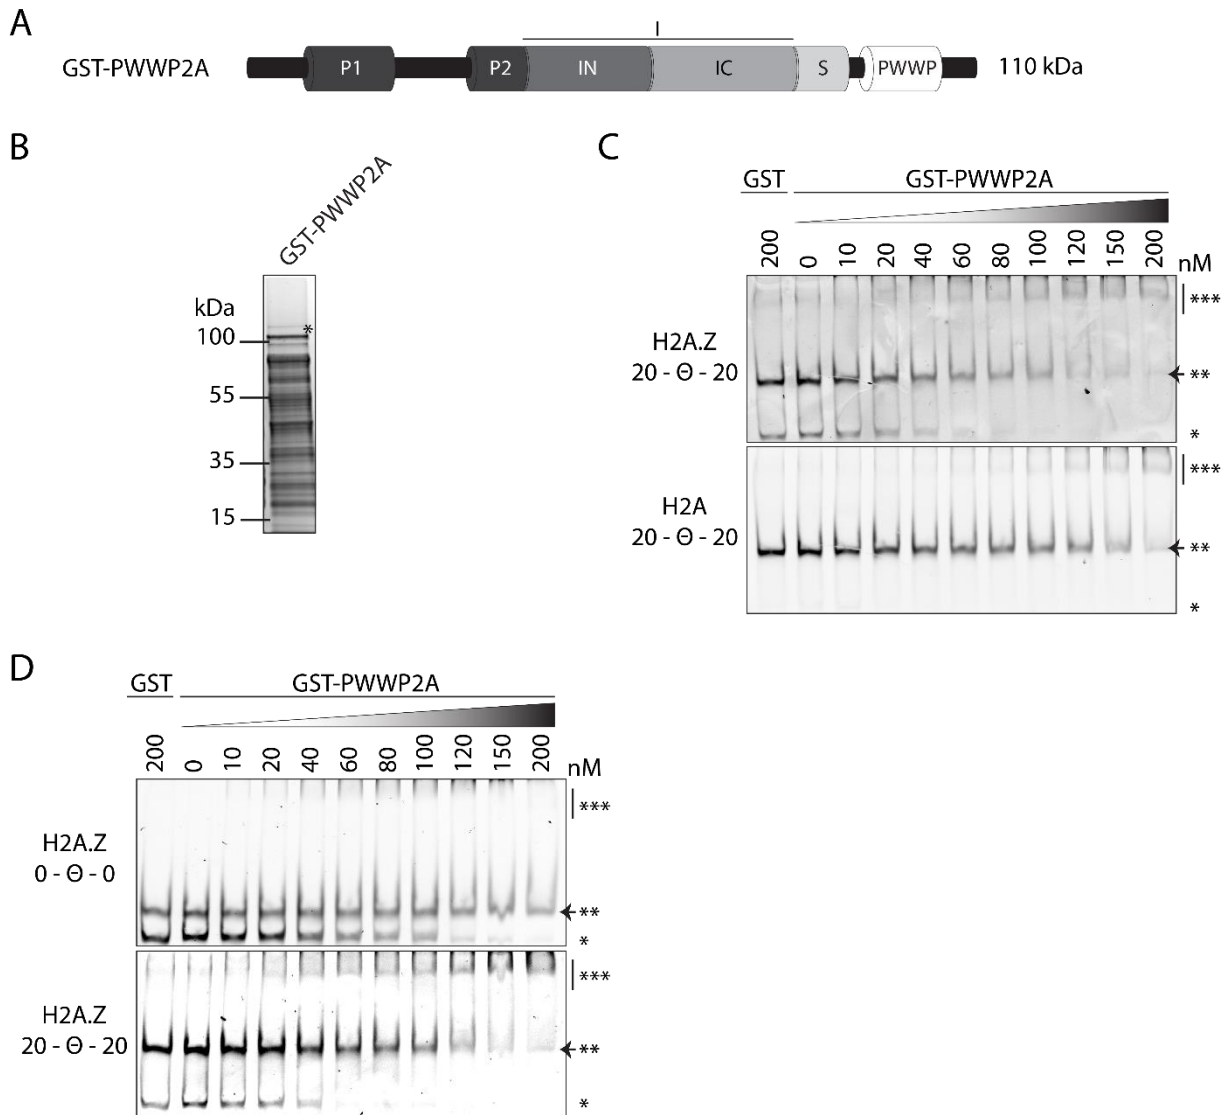 A
I
GST-PWWP2A P1 P2 IN IC S PWWP 110 kDa
B
GST-PWWP2A
kDa
*
100
55
35
15
C
GST GST-PWWP2A
200 0 10 20 40 60 80 100 120 150 200 nM
***
H2A.Z
20 - Θ - 20
**
*
***
H2A
20 - Θ - 20
**
*
D
GST GST-PWWP2A
200 0 10 20 40 60 80 100 120 150 200 nM
***
H2A.Z
0 - Θ - 0
**
*
***
H2A.Z
20 - Θ - 20
**
*